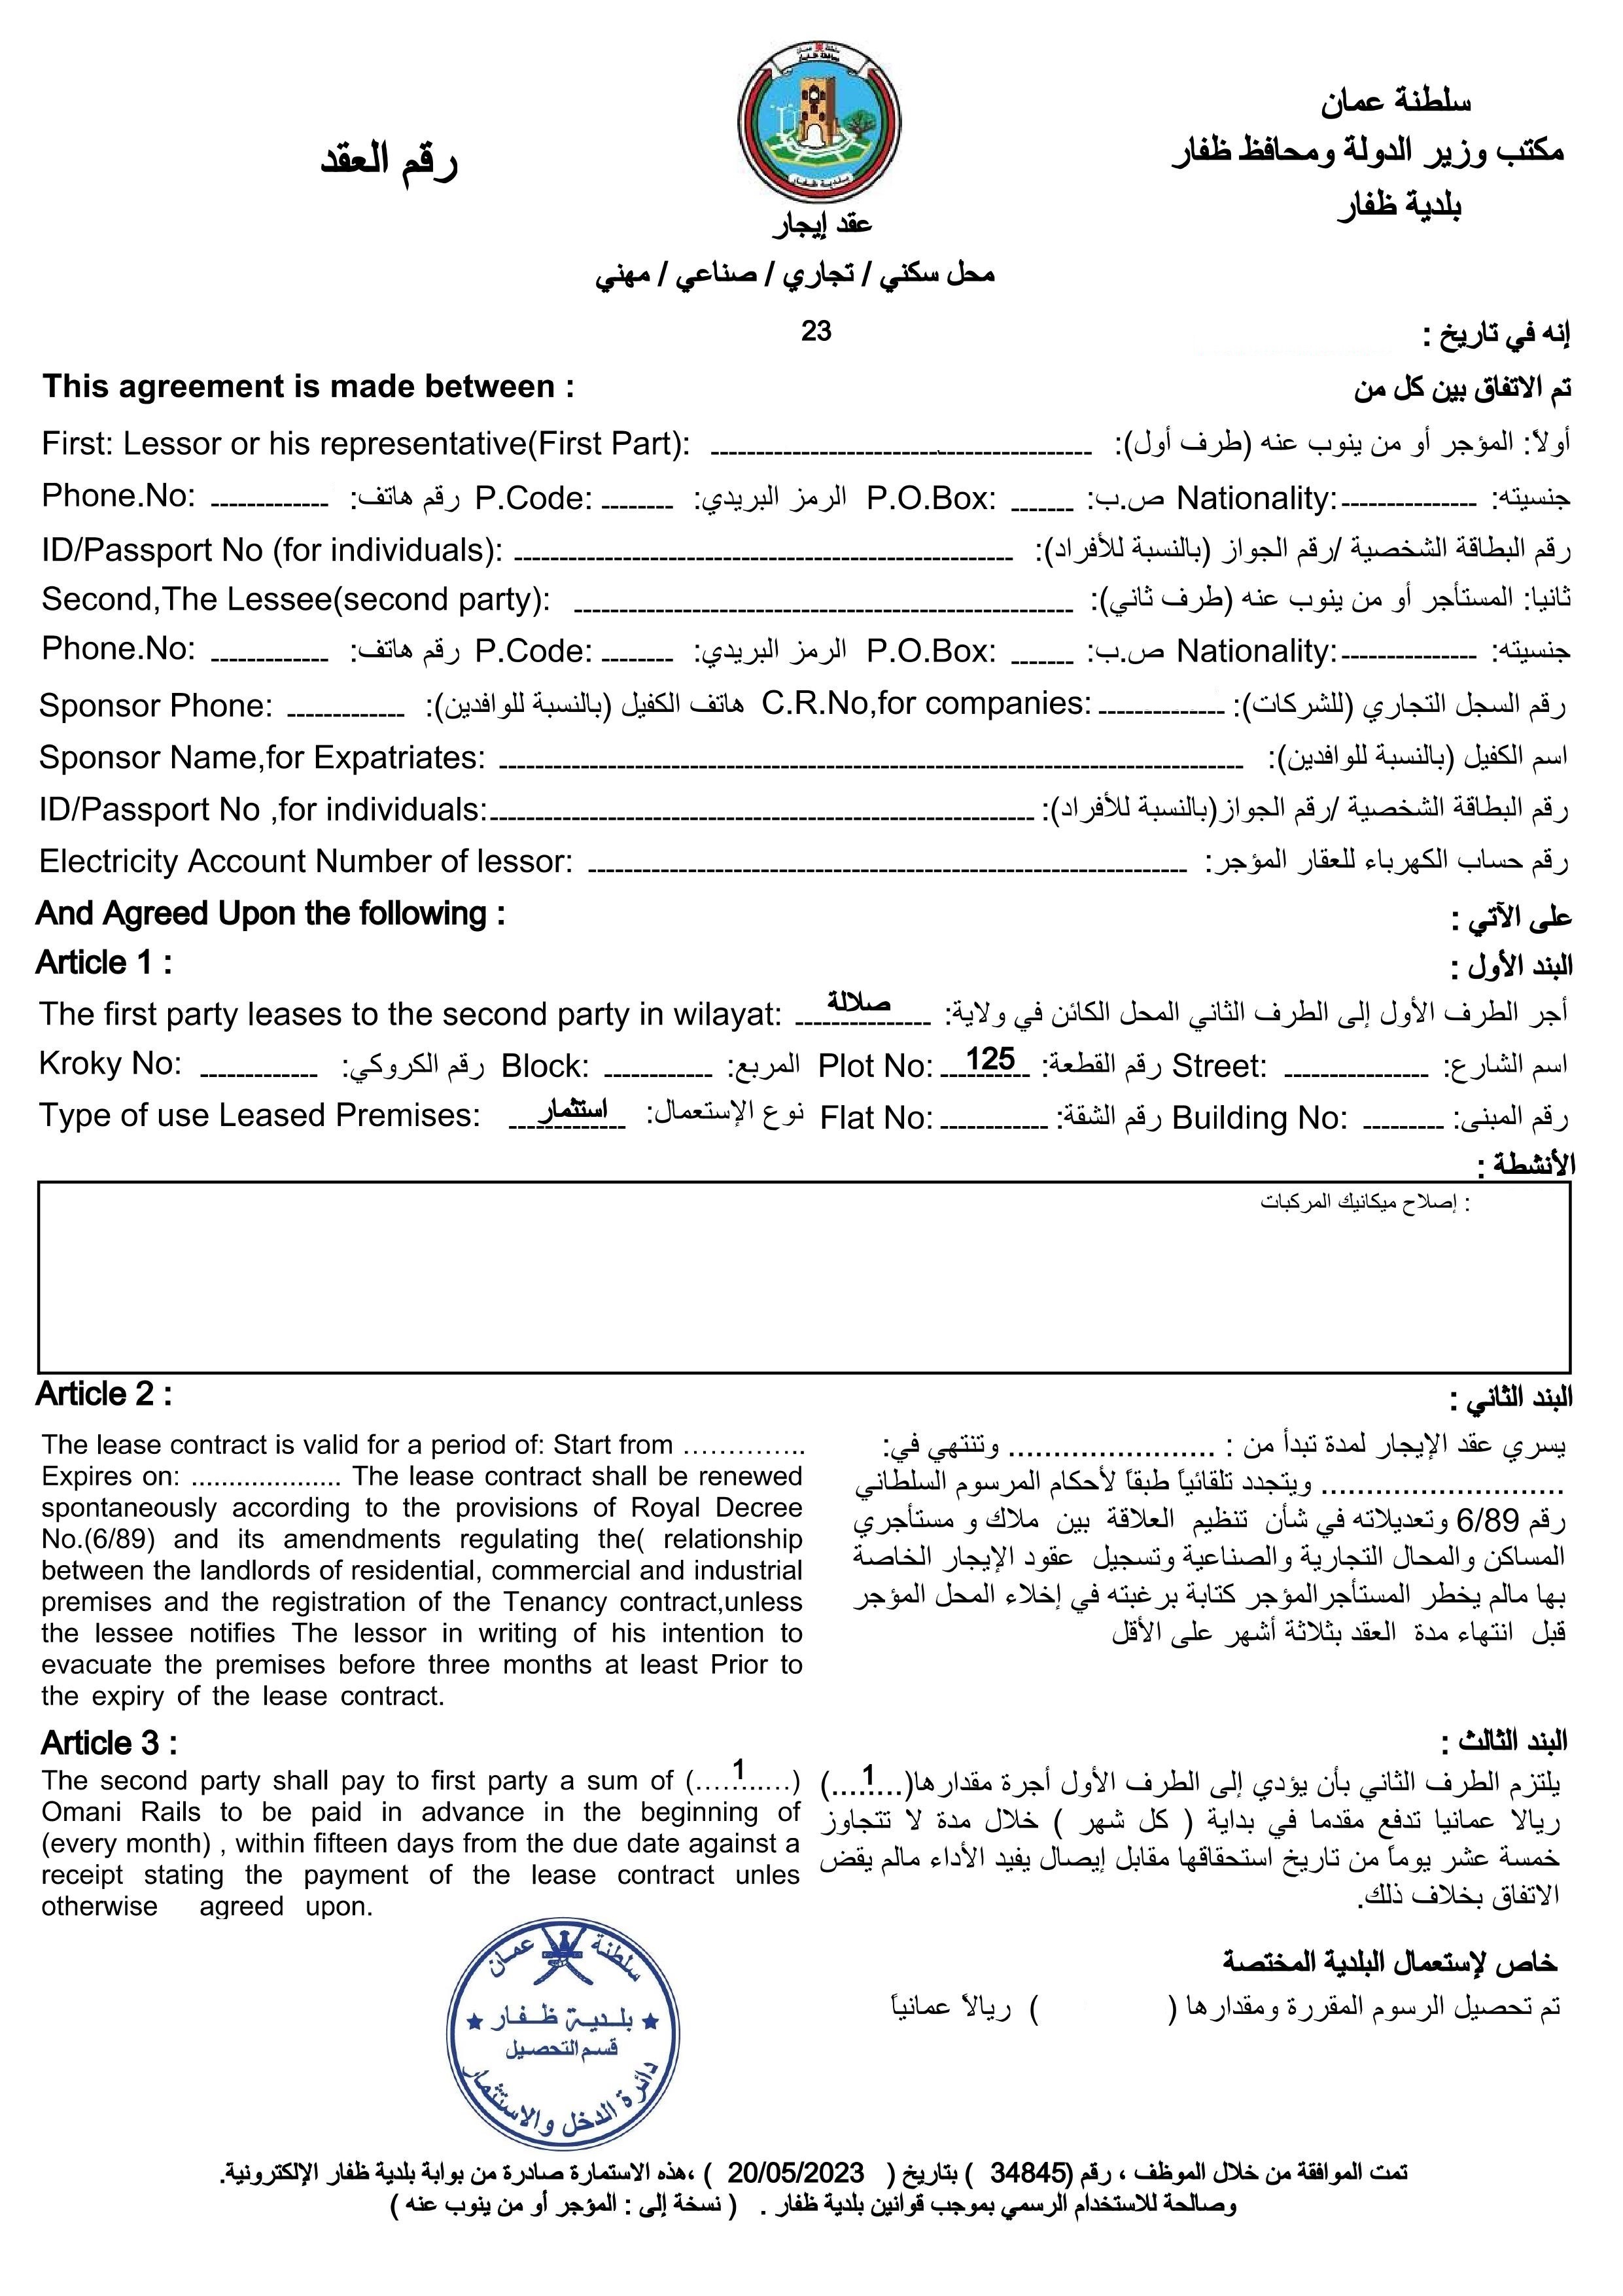 سلطنة عمان
مكتب وزير الدولة ومحافظ ظفار
بلدية ظفار
رقم العقد
سلطنة عمان
محافظة ظفار
بلدية ظفار
عقد إيجار
محل سكني / تجاري / صناعي / مهني
إنه في تاريخ : 23
This agreement is made between : تم الاتفاق بين كل من
First: Lessor or his representative(First Part): أولاً: المؤجر أو من ينوب عنه (طرف أول):
Phone.No: رقم هاتف: P.Code: الرمز البريدي: P.O.Box: ص.ب: Nationality: جنسيته:
ID/Passport No (for individuals): رقم البطاقة الشخصية /رقم الجواز (بالنسبة للأفراد):
Second,The Lessee(second party): ثانيا: المستأجر أو من ينوب عنه (طرف ثاني):
Phone.No: رقم هاتف: P.Code: الرمز البريدي: P.O.Box: ص.ب: Nationality: جنسيته:
Sponsor Phone: هاتف الكفيل (بالنسبة للوافدين): C.R.No,for companies: رقم السجل التجاري (للشركات):
Sponsor Name,for Expatriates: اسم الكفيل (بالنسبة للوافدين):
ID/Passport No ,for individuals: رقم البطاقة الشخصية /رقم الجواز(بالنسبة للأفراد):
Electricity Account Number of lessor: رقم حساب الكهرباء للعقار المؤجر:
And Agreed Upon the following : على الآتي :
Article 1 : البند الأول :
The first party leases to the second party in wilayat: صلالة أجر الطرف الأول إلى الطرف الثاني المحل الكائن في ولاية:
Kroky No: رقم الكروكي: Block: المربع: Plot No: 125 رقم القطعة: Street: اسم الشارع:
Type of use Leased Premises: استثمار نوع الإستعمال: Flat No: رقم الشقة: Building No: رقم المبنى:
الأنشطة :
: إصلاح ميكانيك المركبات
Article 2 :
The lease contract is valid for a period of: Start from …………..
Expires on: .................... The lease contract shall be renewed
spontaneously according to the provisions of Royal Decree
No.(6/89) and its amendments regulating the( relationship
between the landlords of residential, commercial and industrial
premises and the registration of the Tenancy contract,unless
the lessee notifies The lessor in writing of his intention to
evacuate the premises before three months at least Prior to
the expiry of the lease contract.
البند الثاني :
يسري عقد الإيجار لمدة تبدأ من : ....................... وتنتهي في:
........................... ويتجدد تلقائياً طبقاً لأحكام المرسوم السلطاني
رقم 6/89 وتعديلاته في شأن تنظيم العلاقة بين ملاك و مستأجري
المساكن والمحال التجارية والصناعية وتسجيل عقود الإيجار الخاصة
بها مالم يخطر المستأجرالمؤجر كتابة برغبته في إخلاء المحل المؤجر
قبل انتهاء مدة العقد بثلاثة أشهر على الأقل
Article 3 :
The second party shall pay to first party a sum of (……1..…)
Omani Rails to be paid in advance in the beginning of
(every month) , within fifteen days from the due date against a
receipt stating the payment of the lease contract unles
otherwise agreed upon.
البند الثالث :
يلتزم الطرف الثاني بأن يؤدي إلى الطرف الأول أجرة مقدارها(....1....)
ريالا عمانيا تدفع مقدما في بداية ( كل شهر ) خلال مدة لا تتجاوز
خمسة عشر يوماً من تاريخ استحقاقها مقابل إيصال يفيد الأداء مالم يقض
الاتفاق بخلاف ذلك.
خاص لإستعمال البلدية المختصة
تم تحصيل الرسوم المقررة ومقدارها ( ) ريالاً عمانياً
سلطنة عمان
بلدية ظفار
قسم التحصيل
دائرة الدخل والاستثمار
تمت الموافقة من خلال الموظف ، رقم (34845 ) بتاريخ ( 20/05/2023 ) ،هذه الاستمارة صادرة من بوابة بلدية ظفار الإلكترونية.
وصالحة للاستخدام الرسمي بموجب قوانين بلدية ظفار . ( نسخة إلى : المؤجر أو من ينوب عنه )